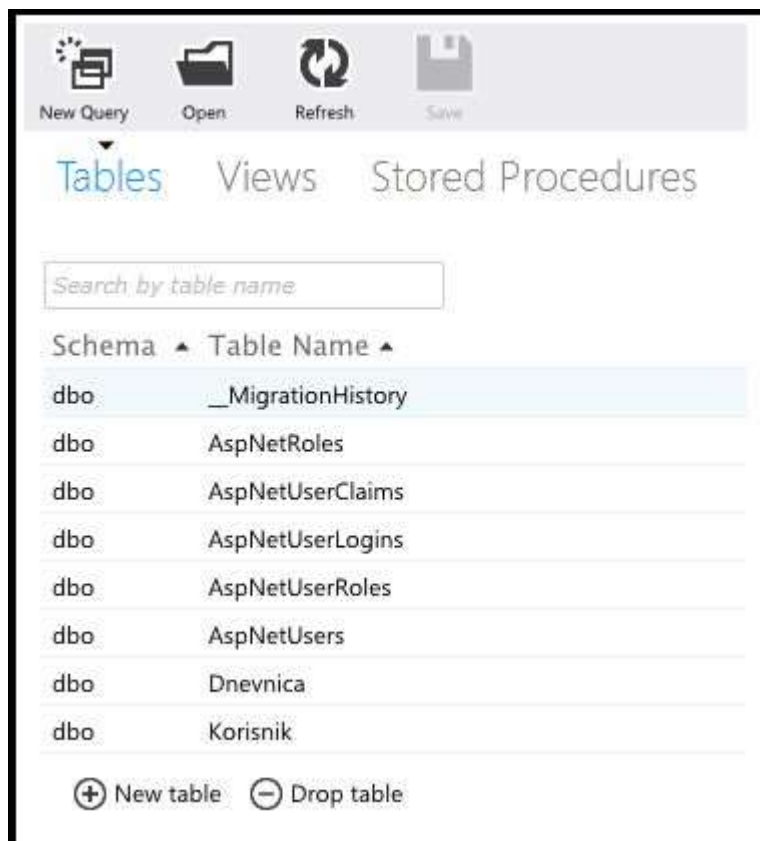 New Query Open Refresh Save
Tables Views Stored Procedures
Search by table name
Schema Table Name
dbo __MigrationHistory
dbo AspNetRoles
dbo AspNetUserClaims
dbo AspNetUserLogins
dbo AspNetUserRoles
dbo AspNetUsers
dbo Dnevnica
dbo Korisnik
New table Drop table